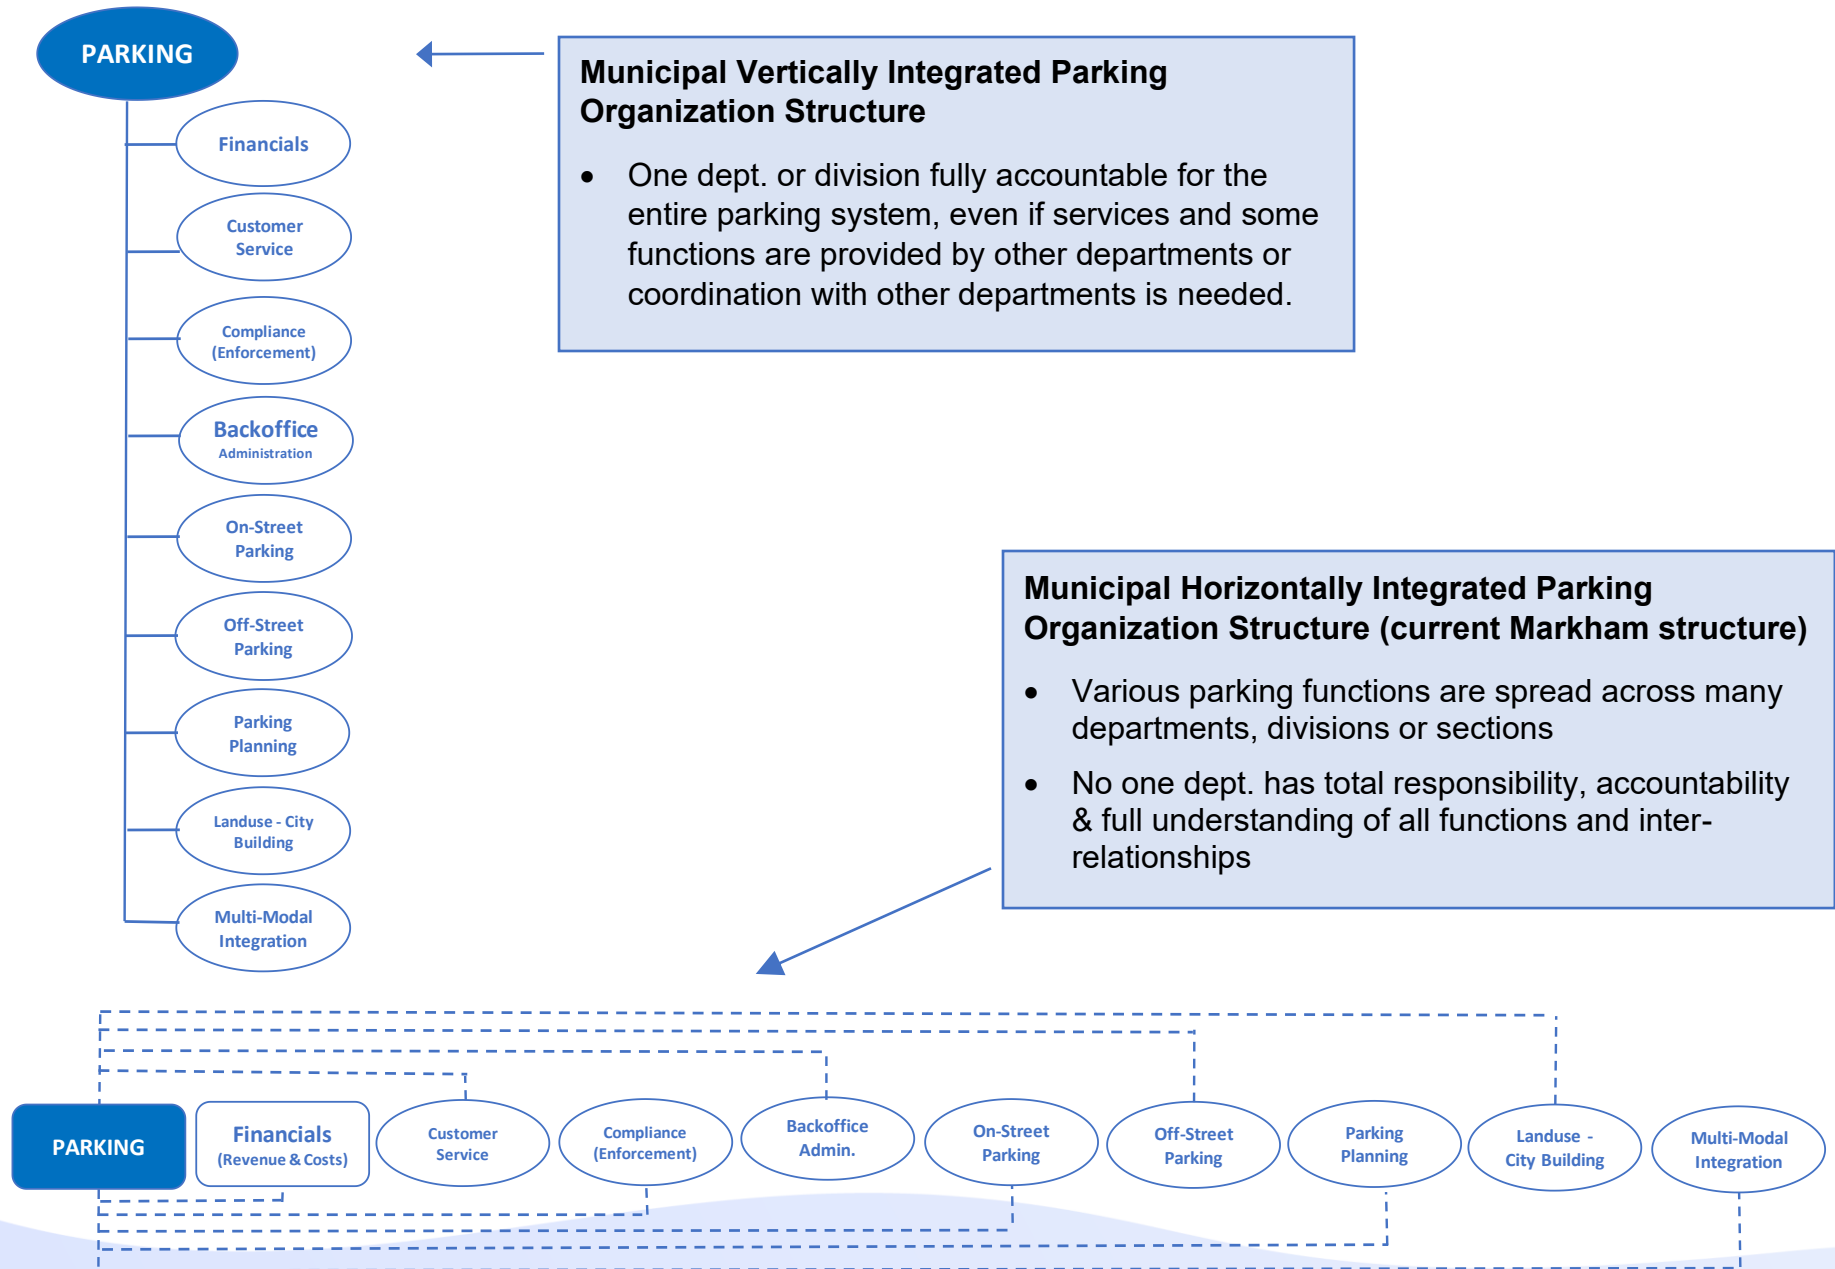 PARKING
Municipal Vertically Integrated Parking
Organization Structure
• One dept. or division fully accountable for the
entire parking system, even if services and some
functions are provided by other departments or
coordination with other departments is needed.
Financials
Customer
Service
Compliance
(Enforcement)
Backoffice
Administration
On-Street
Parking
Off-Street
Parking
Parking
Planning
Landuse - City
Building
Multi-Modal
Integration
Municipal Horizontally Integrated Parking
Organization Structure (current Markham structure)
• Various parking functions are spread across many
departments, divisions or sections
• No one dept. has total responsibility, accountability
& full understanding of all functions and inter-
relationships
PARKING
Financials
(Revenue & Costs)
Customer
Service
Compliance
(Enforcement)
Backoffice
Admin.
On-Street
Parking
Off-Street
Parking
Parking
Planning
Landuse -
City Building
Multi-Modal
Integration